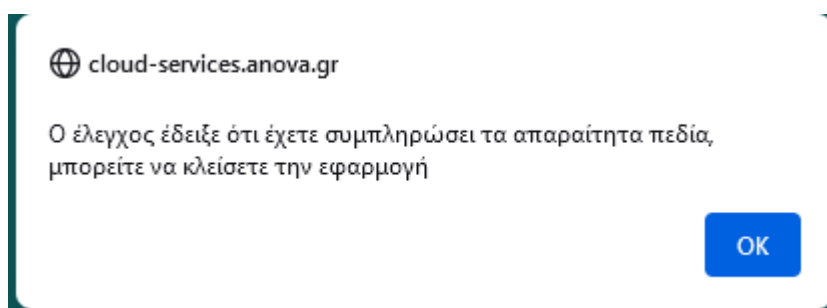 cloud-services.anova.gr
Ο έλεγχος έδειξε ότι έχετε συμπληρώσει τα απαραίτητα πεδία,
μπορείτε να κλείσετε την εφαρμογή
OK